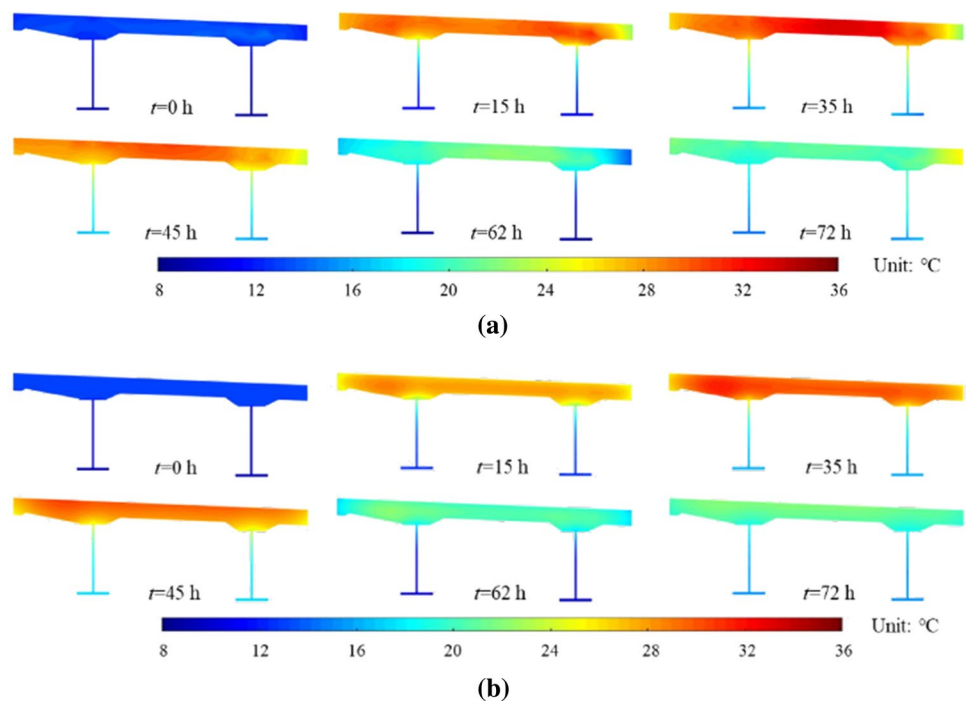 t=0 h
t=15 h
t=35 h
t=45 h
t=62 h
t=72 h
Unit: ℃
8 12 16 20 24 28 32 36
(a)
t=0 h
t=15 h
t=35 h
t=45 h
t=62 h
t=72 h
Unit: ℃
8 12 16 20 24 28 32 36
(b)